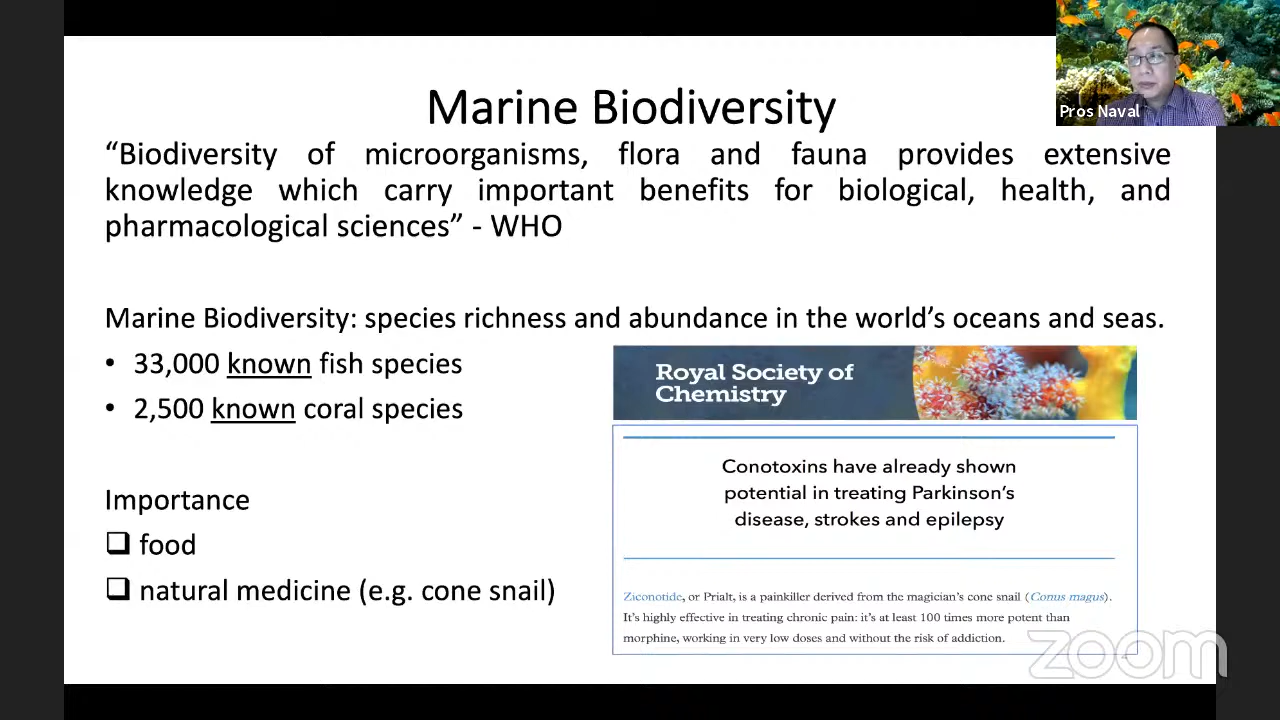 Marine Biodiversity
Pros Naval
“Biodiversity of microorganisms, flora and fauna provides extensive
knowledge which carry important benefits for biological, health, and
pharmacological sciences” - WHO
Marine Biodiversity: species richness and abundance in the world’s oceans and seas.
• 33,000 known fish species
• 2,500 known coral species
Importance
❑ food
❑ natural medicine (e.g. cone snail)
Royal Society of
Chemistry
Conotoxins have already shown
potential in treating Parkinson’s
disease, strokes and epilepsy
Ziconotide, or Prialt, is a painkiller derived from the magician’s cone snail (Conus magus).
It’s highly effective in treating chronic pain: it’s at least 100 times more potent than
morphine, working in very low doses and without the risk of addiction.
zoom